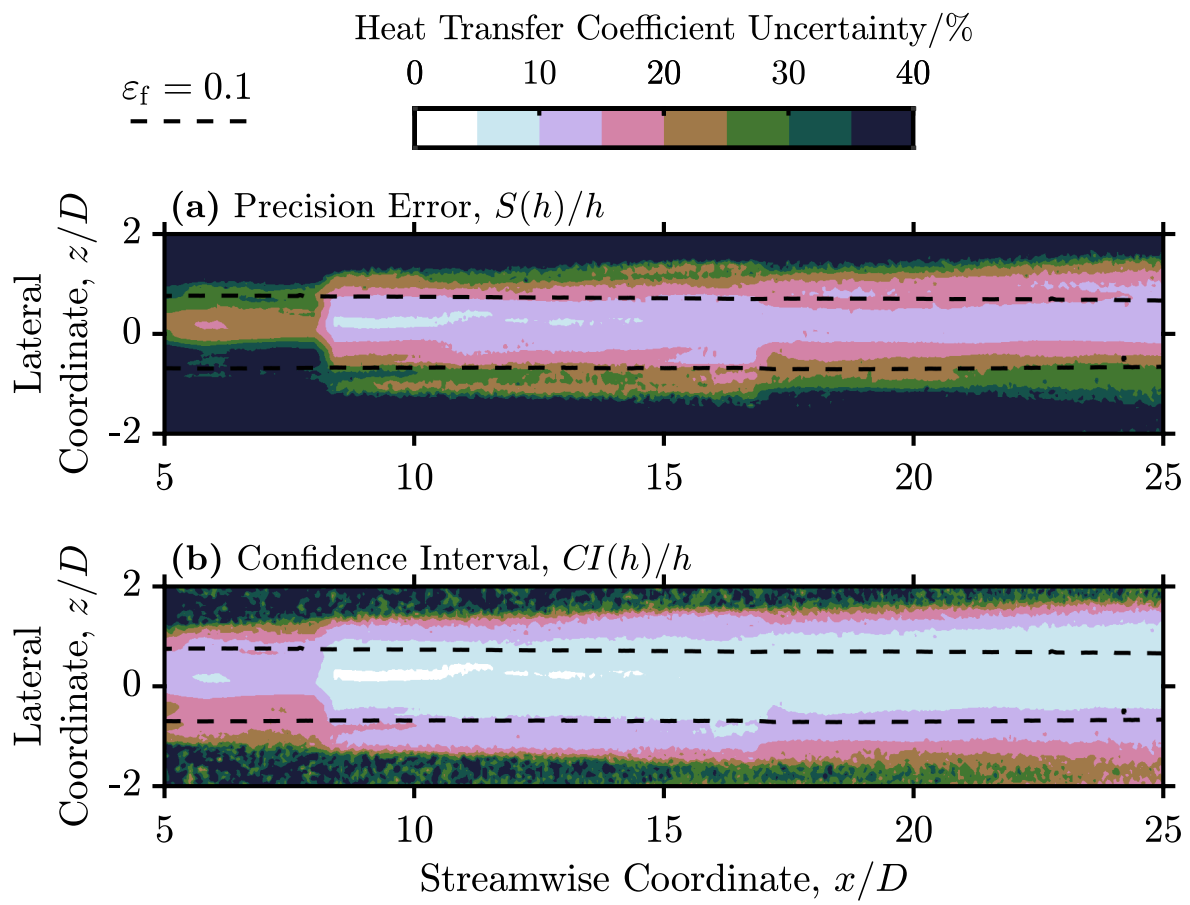 Heat Transfer Coefficient Uncertainty/%
0 10 20 30 40
εf = 0.1
(a) Precision Error, S(h)/h
Lateral
Coordinate, z/D
2
0
-2
5 10 15 20 25
(b) Confidence Interval, CI(h)/h
Lateral
Coordinate, z/D
2
0
-2
5 10 15 20 25
Streamwise Coordinate, x/D